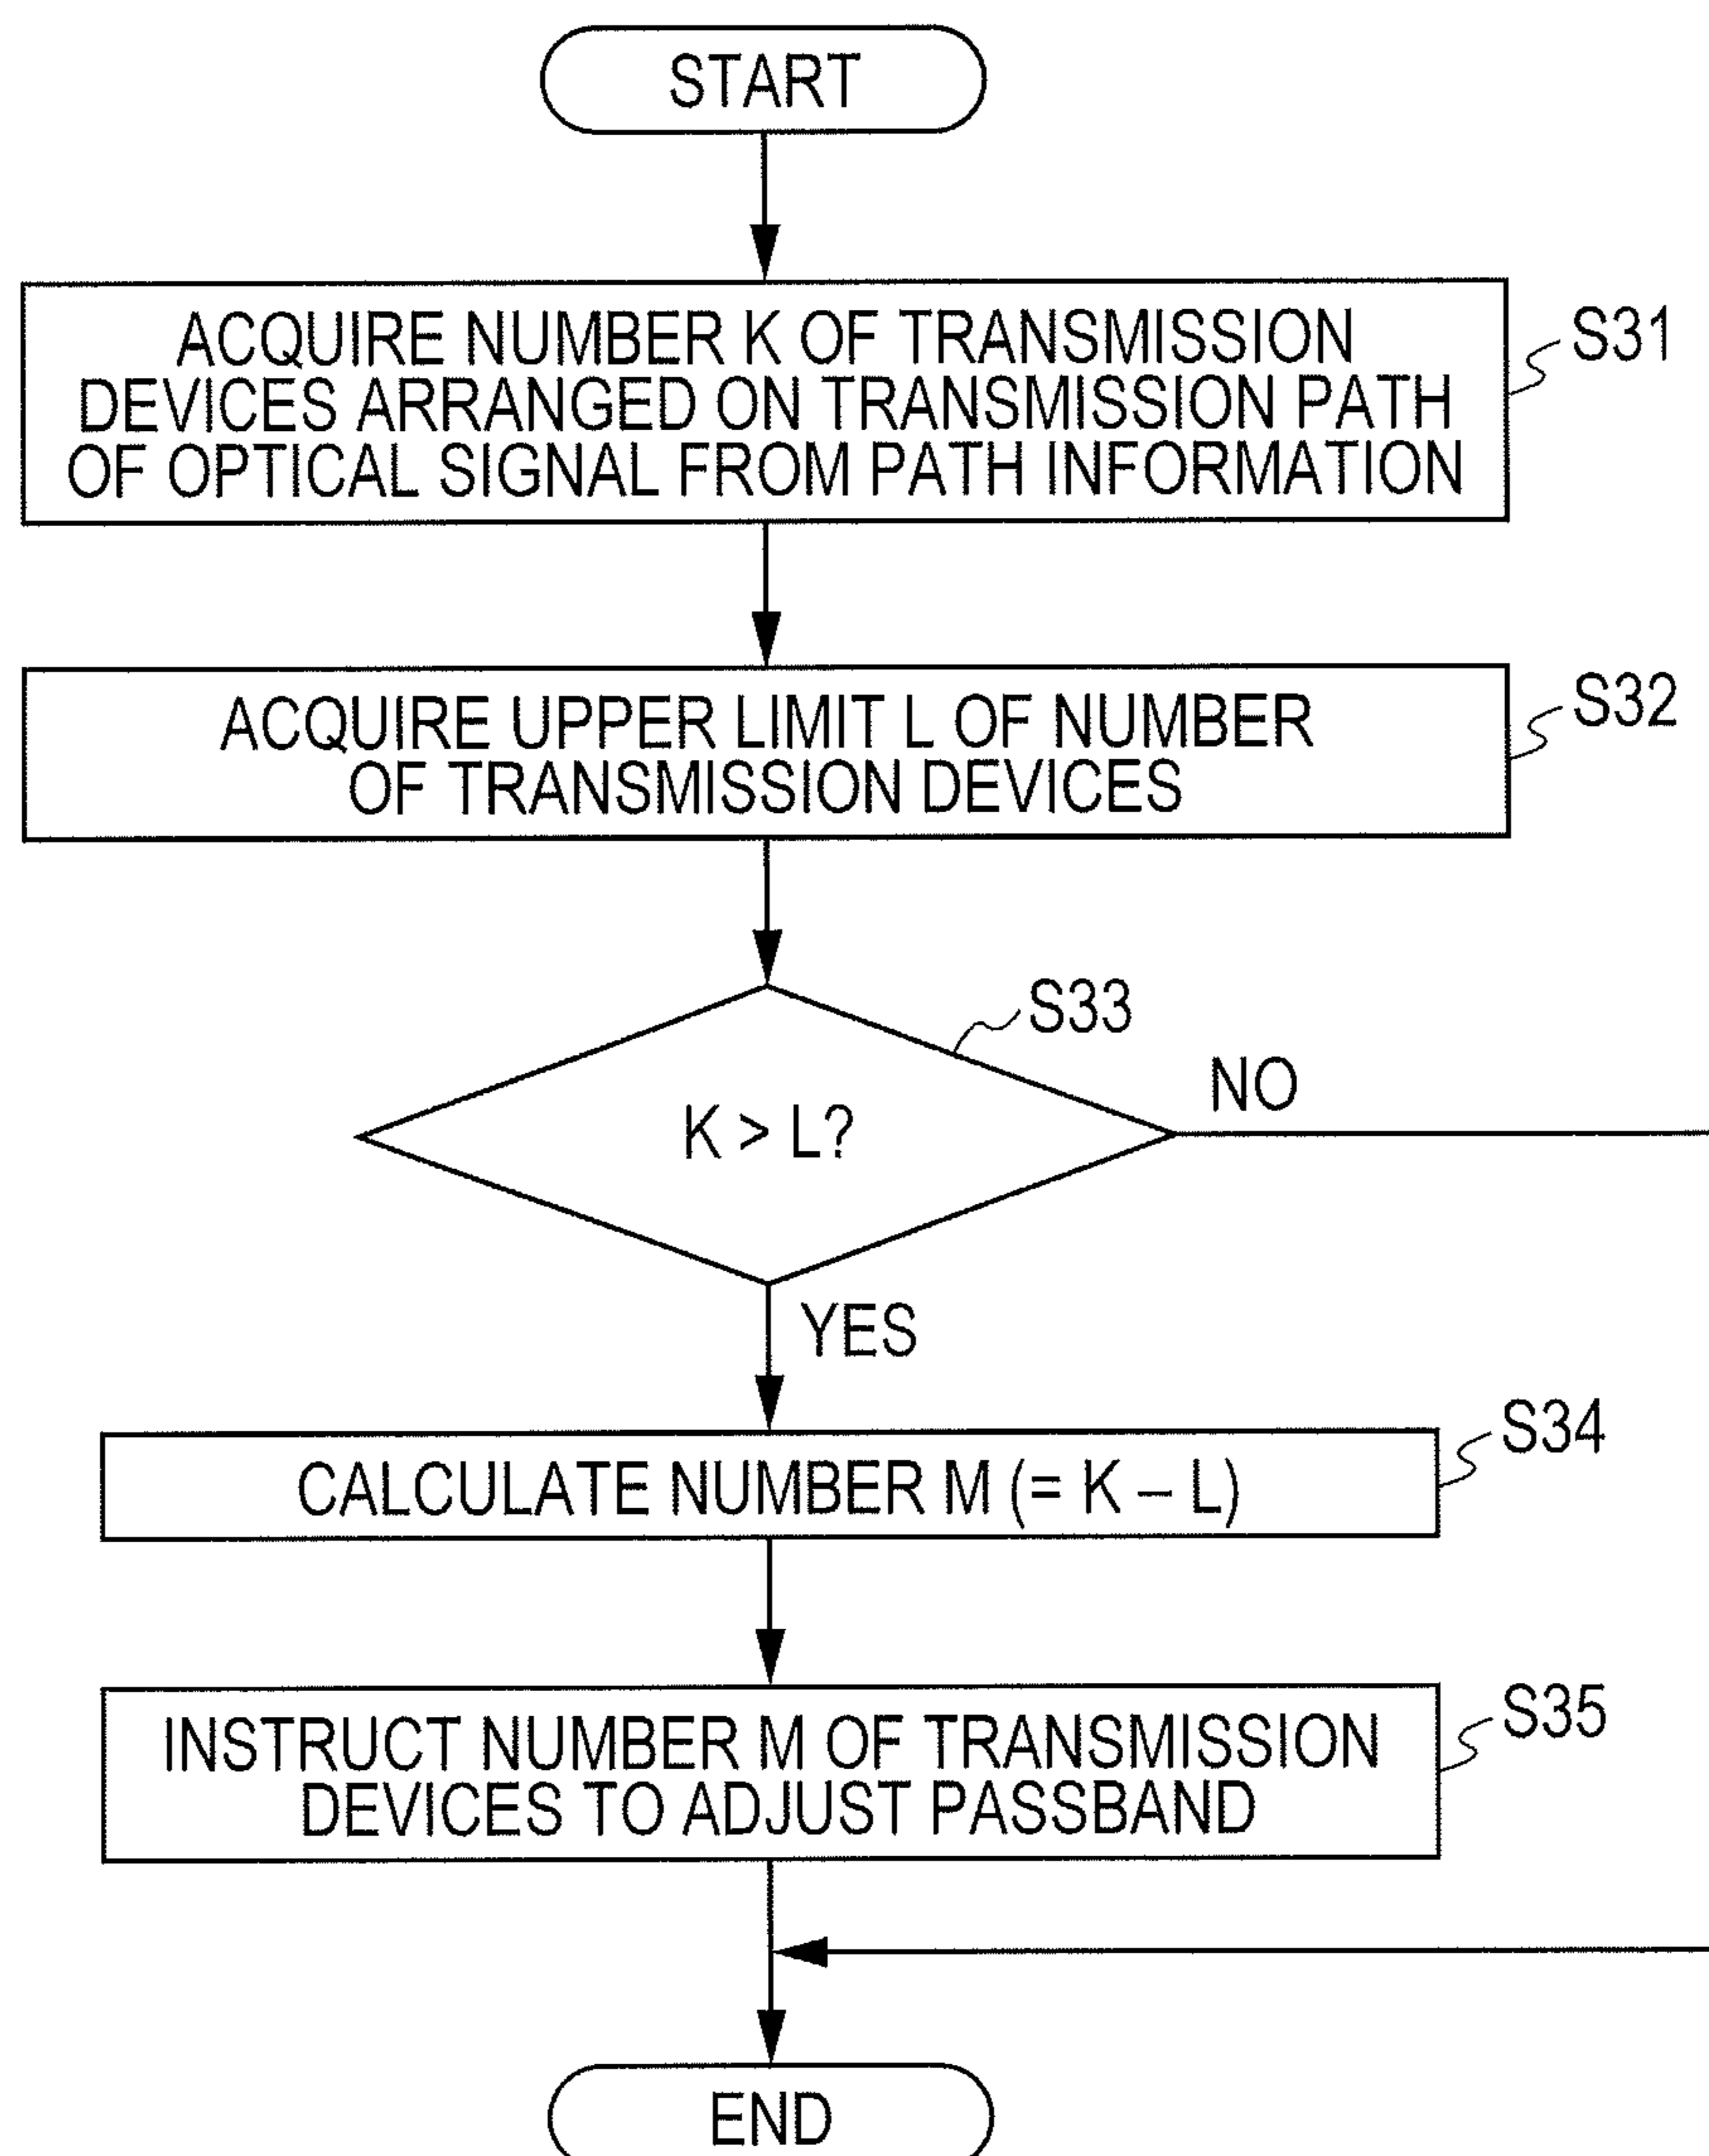 START
ACQUIRE NUMBER K OF TRANSMISSION
DEVICES ARRANGED ON TRANSMISSION PATH
OF OPTICAL SIGNAL FROM PATH INFORMATION
S31
ACQUIRE UPPER LIMIT L OF NUMBER
OF TRANSMISSION DEVICES
S32
S33
K > L?
NO
YES
CALCULATE NUMBER M (= K – L)
S34
INSTRUCT NUMBER M OF TRANSMISSION
DEVICES TO ADJUST PASSBAND
S35
END